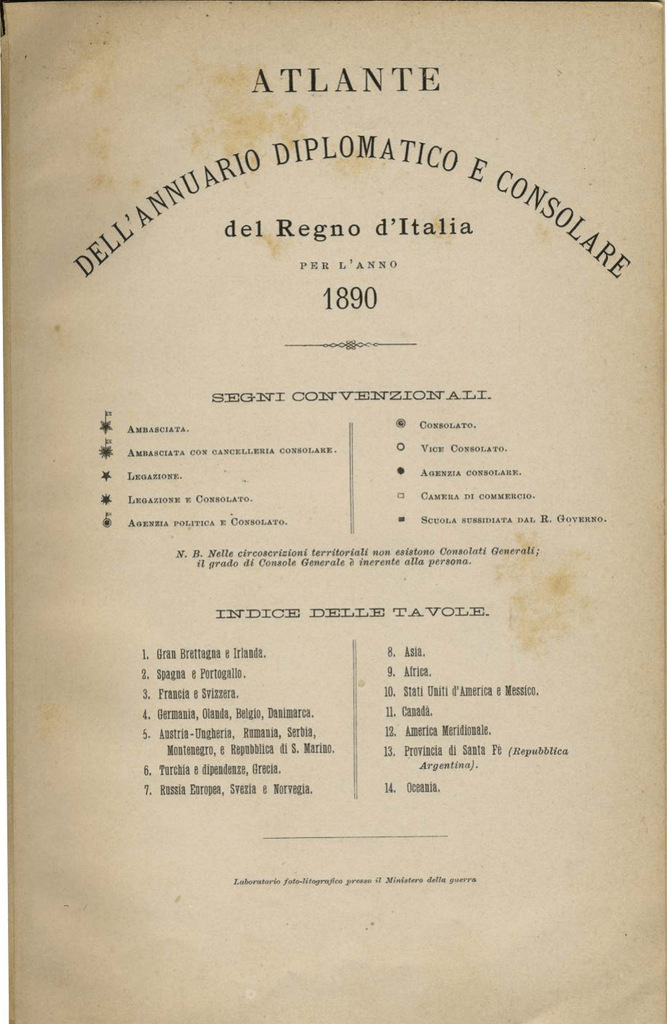 ATLANTE
DELL'ANNUARIO DIPLOMATICO E CONSOLARE
del Regno d'Italia
PER L'ANNO
1890
SEGNI CONVENZIONALI.
AMBASCIATA.
AMBASCIATA CON CANCELLERIA CONSOLARE.
LEGAZIONE.
LEGAZIONE E CONSOLATO.
AGENZIA POLITICA E CONSOLATO.
CONSOLATO.
VICE CONSOLATO.
AGENZIA CONSOLARE.
CAMERA DI COMMERCIO.
SCUOLA SUSSIDIATA DAL R. GOVERNO.
N. B. Nelle circoscrizioni territoriali non esistono Consolati Generali;
il grado di Console Generale è inerente alla persona.
INDICE DELLE TAVOLE.
1. Gran Brettagna e Irlanda.
2. Spagna e Portogallo.
3. Francia e Svizzera.
4. Germania, Olanda, Belgio, Danimarca.
5. Austria-Ungheria, Rumania, Serbia,
Montenegro, e Repubblica di S. Marino.
6. Turchia e dipendenze, Grecia.
7. Russia Europea, Svezia e Norvegia.
8. Asia.
9. Africa.
10. Stati Uniti d'America e Messico.
11. Canadà.
12. America Meridionale.
13. Provincia di Santa Fè (Repubblica
Argentina).
14. Oceania.
Laboratorio foto-litografico presso il Ministero della guerra